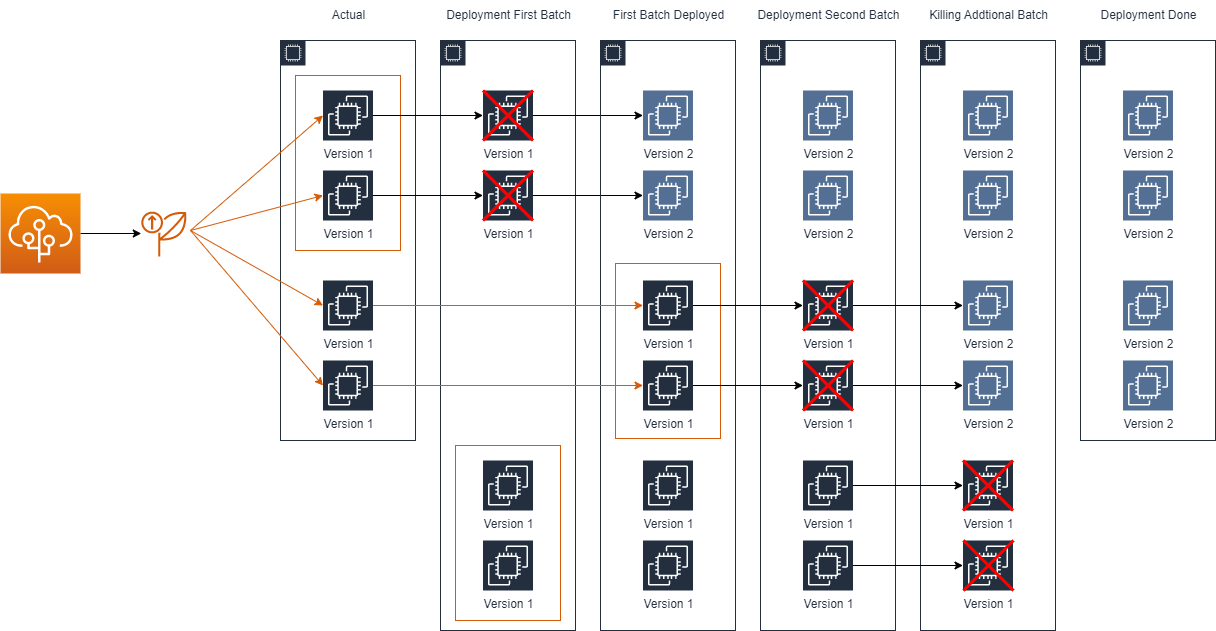 Actual
Deployment First Batch
First Batch Deployed
Deployment Second Batch
Killing Addtional Batch
Deployment Done
Version 1
Version 1
Version 2
Version 2
Version 2
Version 2
Version 1
Version 1
Version 2
Version 2
Version 2
Version 2
Version 1
Version 1
Version 1
Version 2
Version 2
Version 1
Version 1
Version 1
Version 2
Version 2
Version 1
Version 1
Version 1
Version 1
Version 1
Version 1
Version 1
Version 1